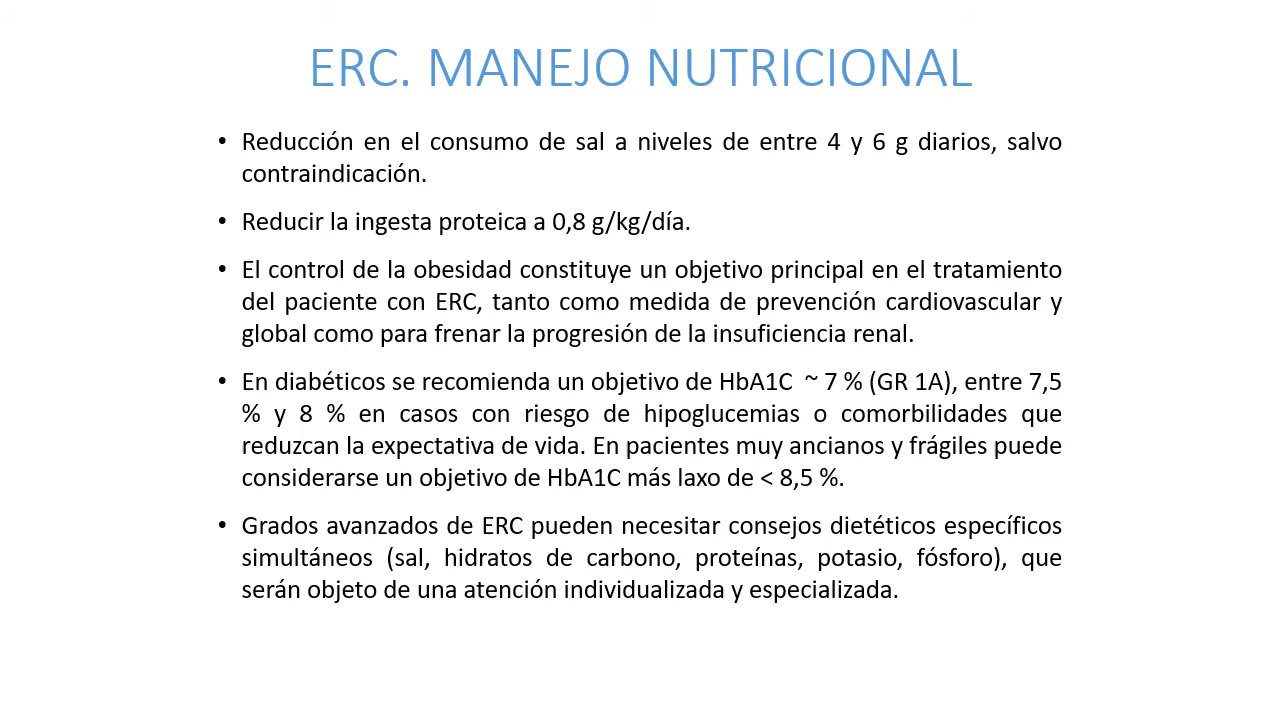 ERC. MANEJO NUTRICIONAL
• Reducción en el consumo de sal a niveles de entre 4 y 6 g diarios, salvo
contraindicación.
• Reducir la ingesta proteica a 0,8 g/kg/día.
• El control de la obesidad constituye un objetivo principal en el tratamiento
del paciente con ERC, tanto como medida de prevención cardiovascular y
global como para frenar la progresión de la insuficiencia renal.
• En diabéticos se recomienda un objetivo de HbA1C ~ 7 % (GR 1A), entre 7,5
% y 8 % en casos con riesgo de hipoglucemias o comorbilidades que
reduzcan la expectativa de vida. En pacientes muy ancianos y frágiles puede
considerarse un objetivo de HbA1C más laxo de < 8,5 %.
• Grados avanzados de ERC pueden necesitar consejos dietéticos específicos
simultáneos (sal, hidratos de carbono, proteínas, potasio, fósforo), que
serán objeto de una atención individualizada y especializada.